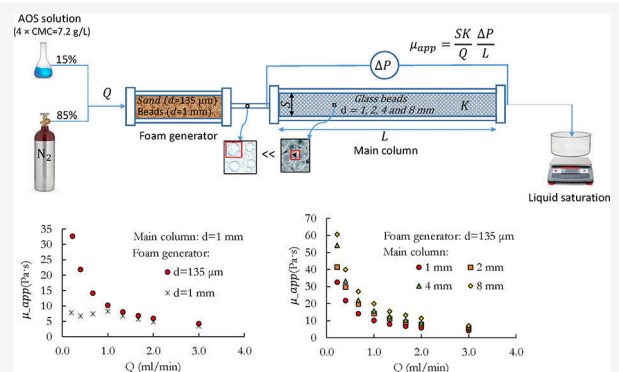 AOS solution
(4 × CMC=7.2 g/L)
15%
85%
N₂
Q
Sand (d=135 µm)
Beads (d=1 mm)
Foam generator
<<
ΔP
μ_app = SK/Q ΔP/L
S
Glass beads
d = 1, 2, 4 and 8 mm
K
L
Main column
Liquid saturation
μ_app(Pa·s)
35
30
25
20
15
10
5
0
0.0 1.0 2.0 3.0 4.0
Q (ml/min)
Main column: d=1 mm
Foam generator:
d=135 µm
d=1 mm
μ_app(Pa·s)
70
60
50
40
30
20
10
0
0.0 1.0 2.0 3.0 4.0
Q (ml/min)
Foam generator: d=135 µm
Main column:
1 mm 2 mm
4 mm 8 mm